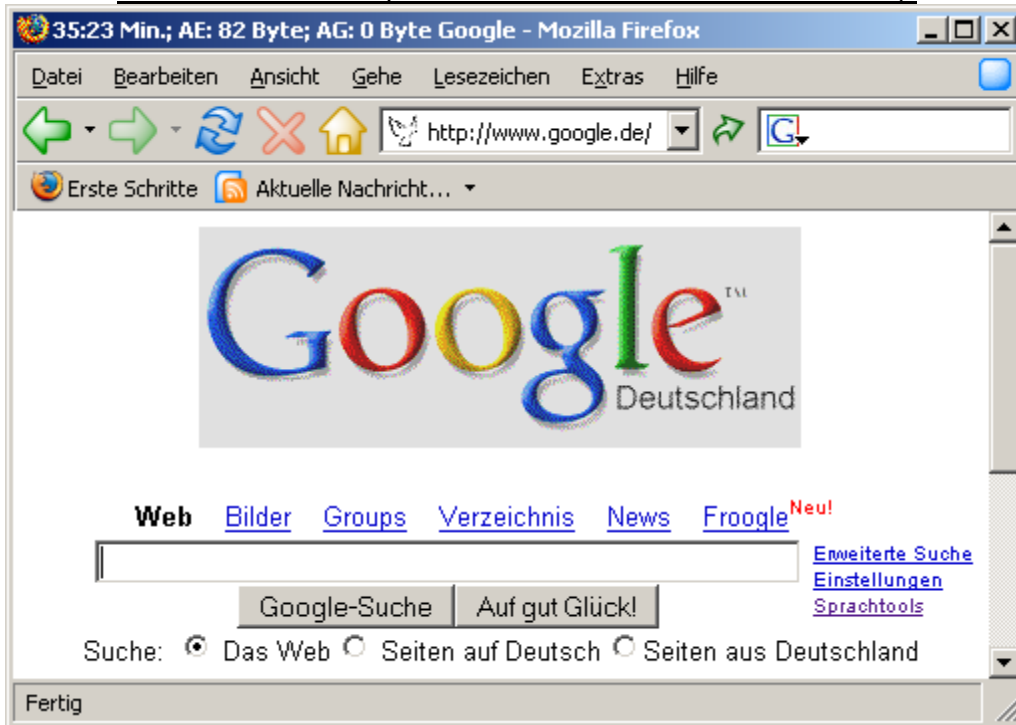 35:23 Min.; AE: 82 Byte; AG: 0 Byte Google - Mozilla Firefox
Datei Bearbeiten Ansicht Gehe Lesezeichen Extras Hilfe
http://www.google.de/ G
Erste Schritte Aktuelle Nachricht...
Google TM
Deutschland
Web Bilder Groups Verzeichnis News Froogle Neu!
Erweiterte Suche
Einstellungen
Google-Suche Auf gut Glück! Sprachtools
Suche: Das Web Seiten auf Deutsch Seiten aus Deutschland
Fertig